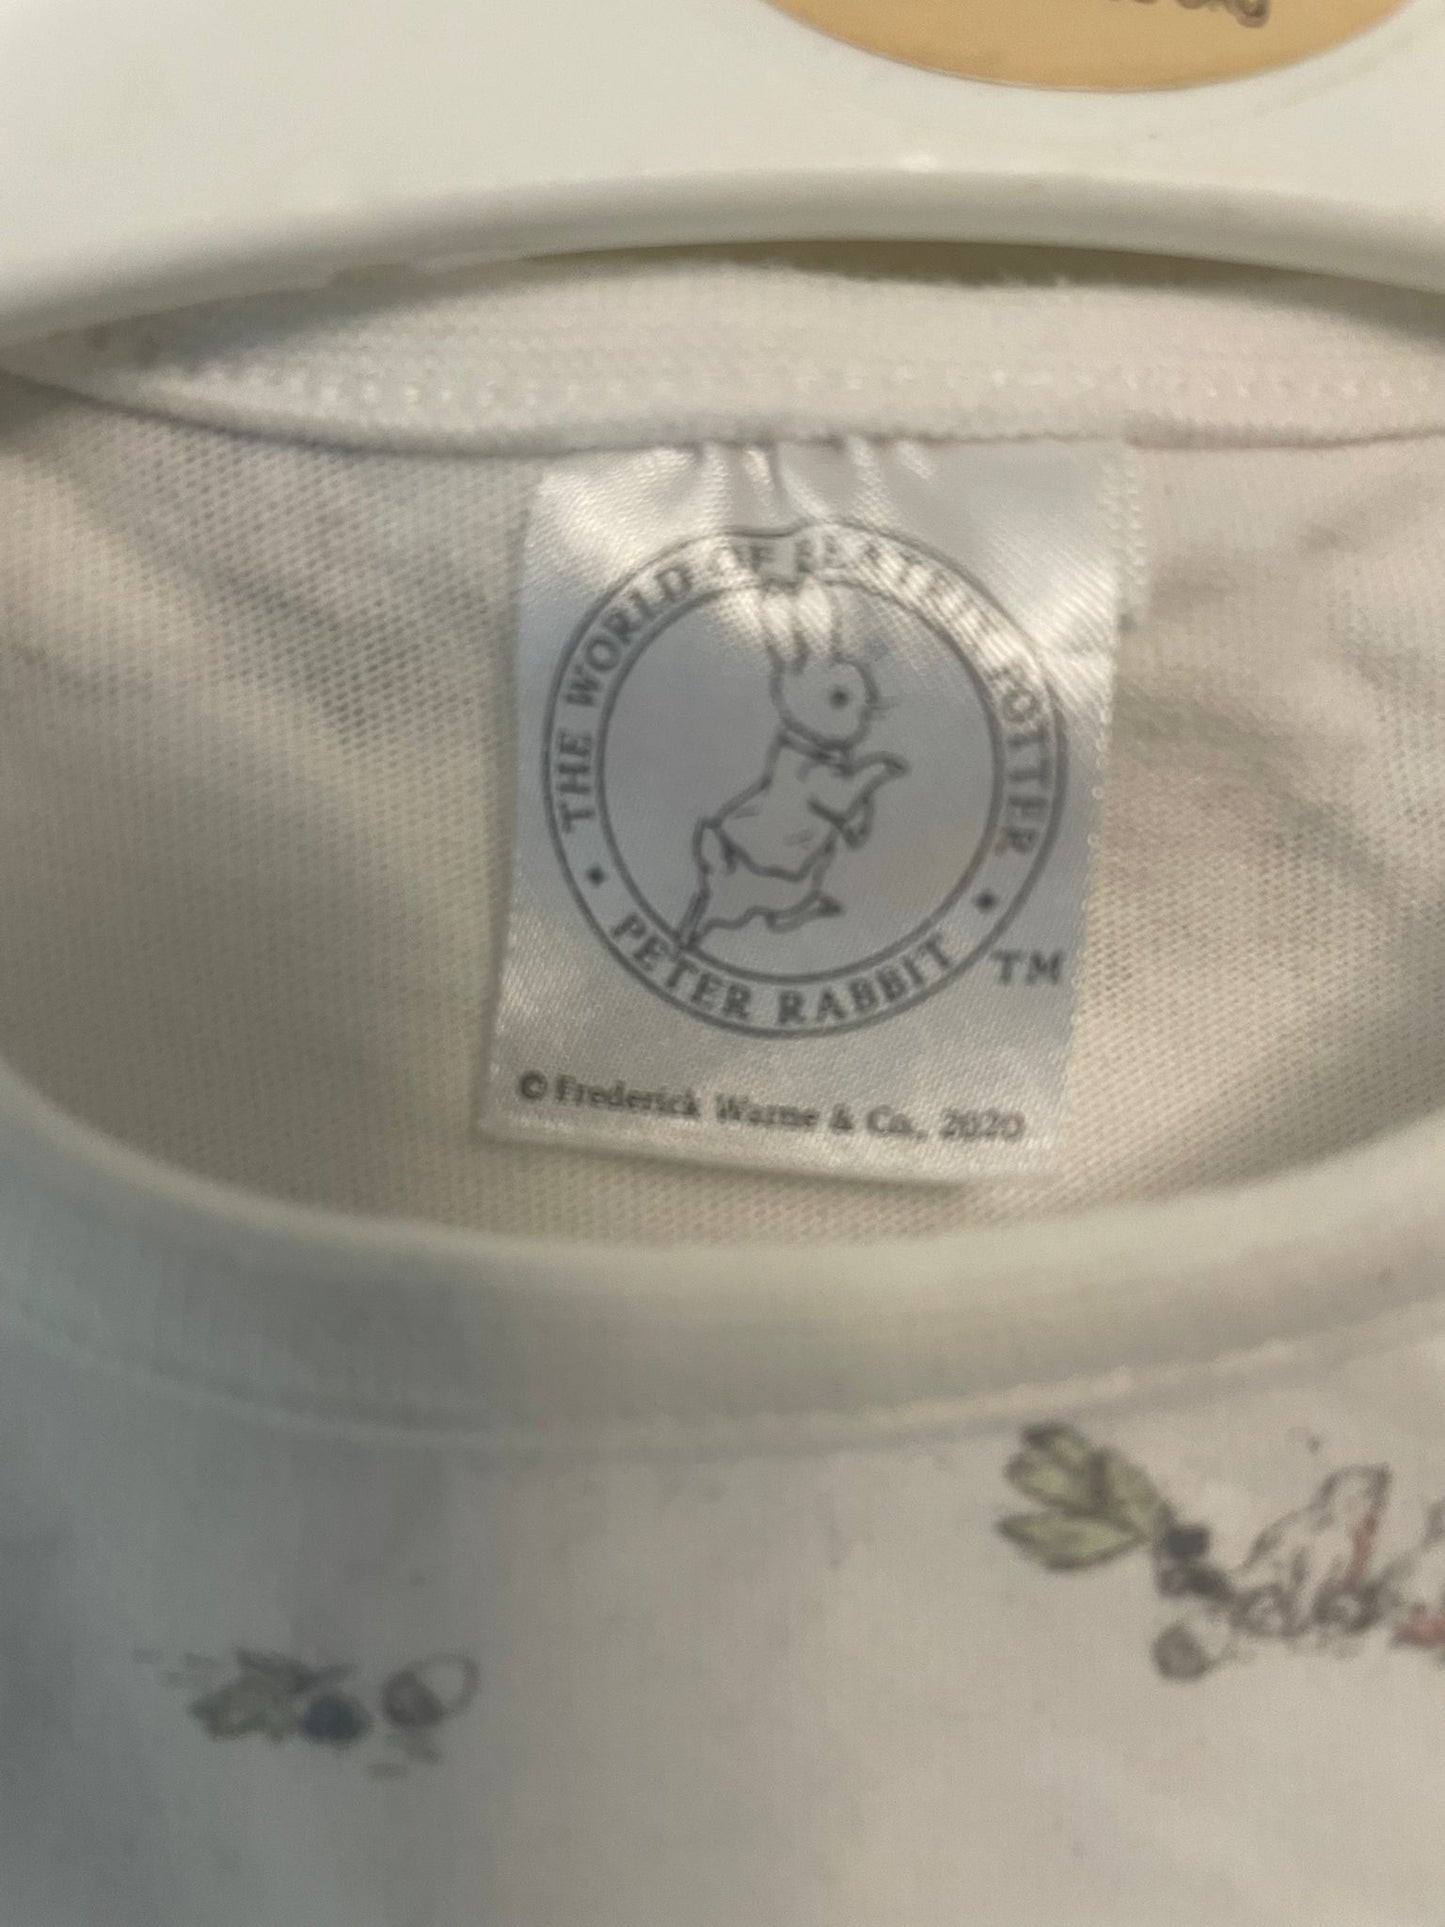 THE WORLD OF BEATRIX POTTER
PETER RABBIT
TM
© Frederick Warne & Co., 2020